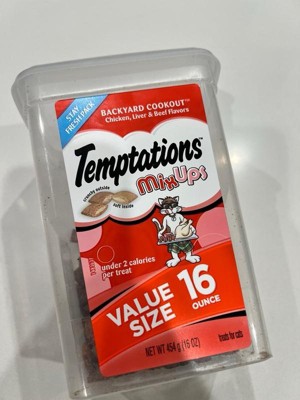 STAY
FRESH PACK
BACKYARD COOKOUT™
Chicken, Liver & Beef Flavors
Temptations™
MixUps
crunchy outside
soft inside
under 2 calories
per treat
VALUE
SIZE
16
OUNCE
NET WT 454 g (16 OZ)
treats for cats